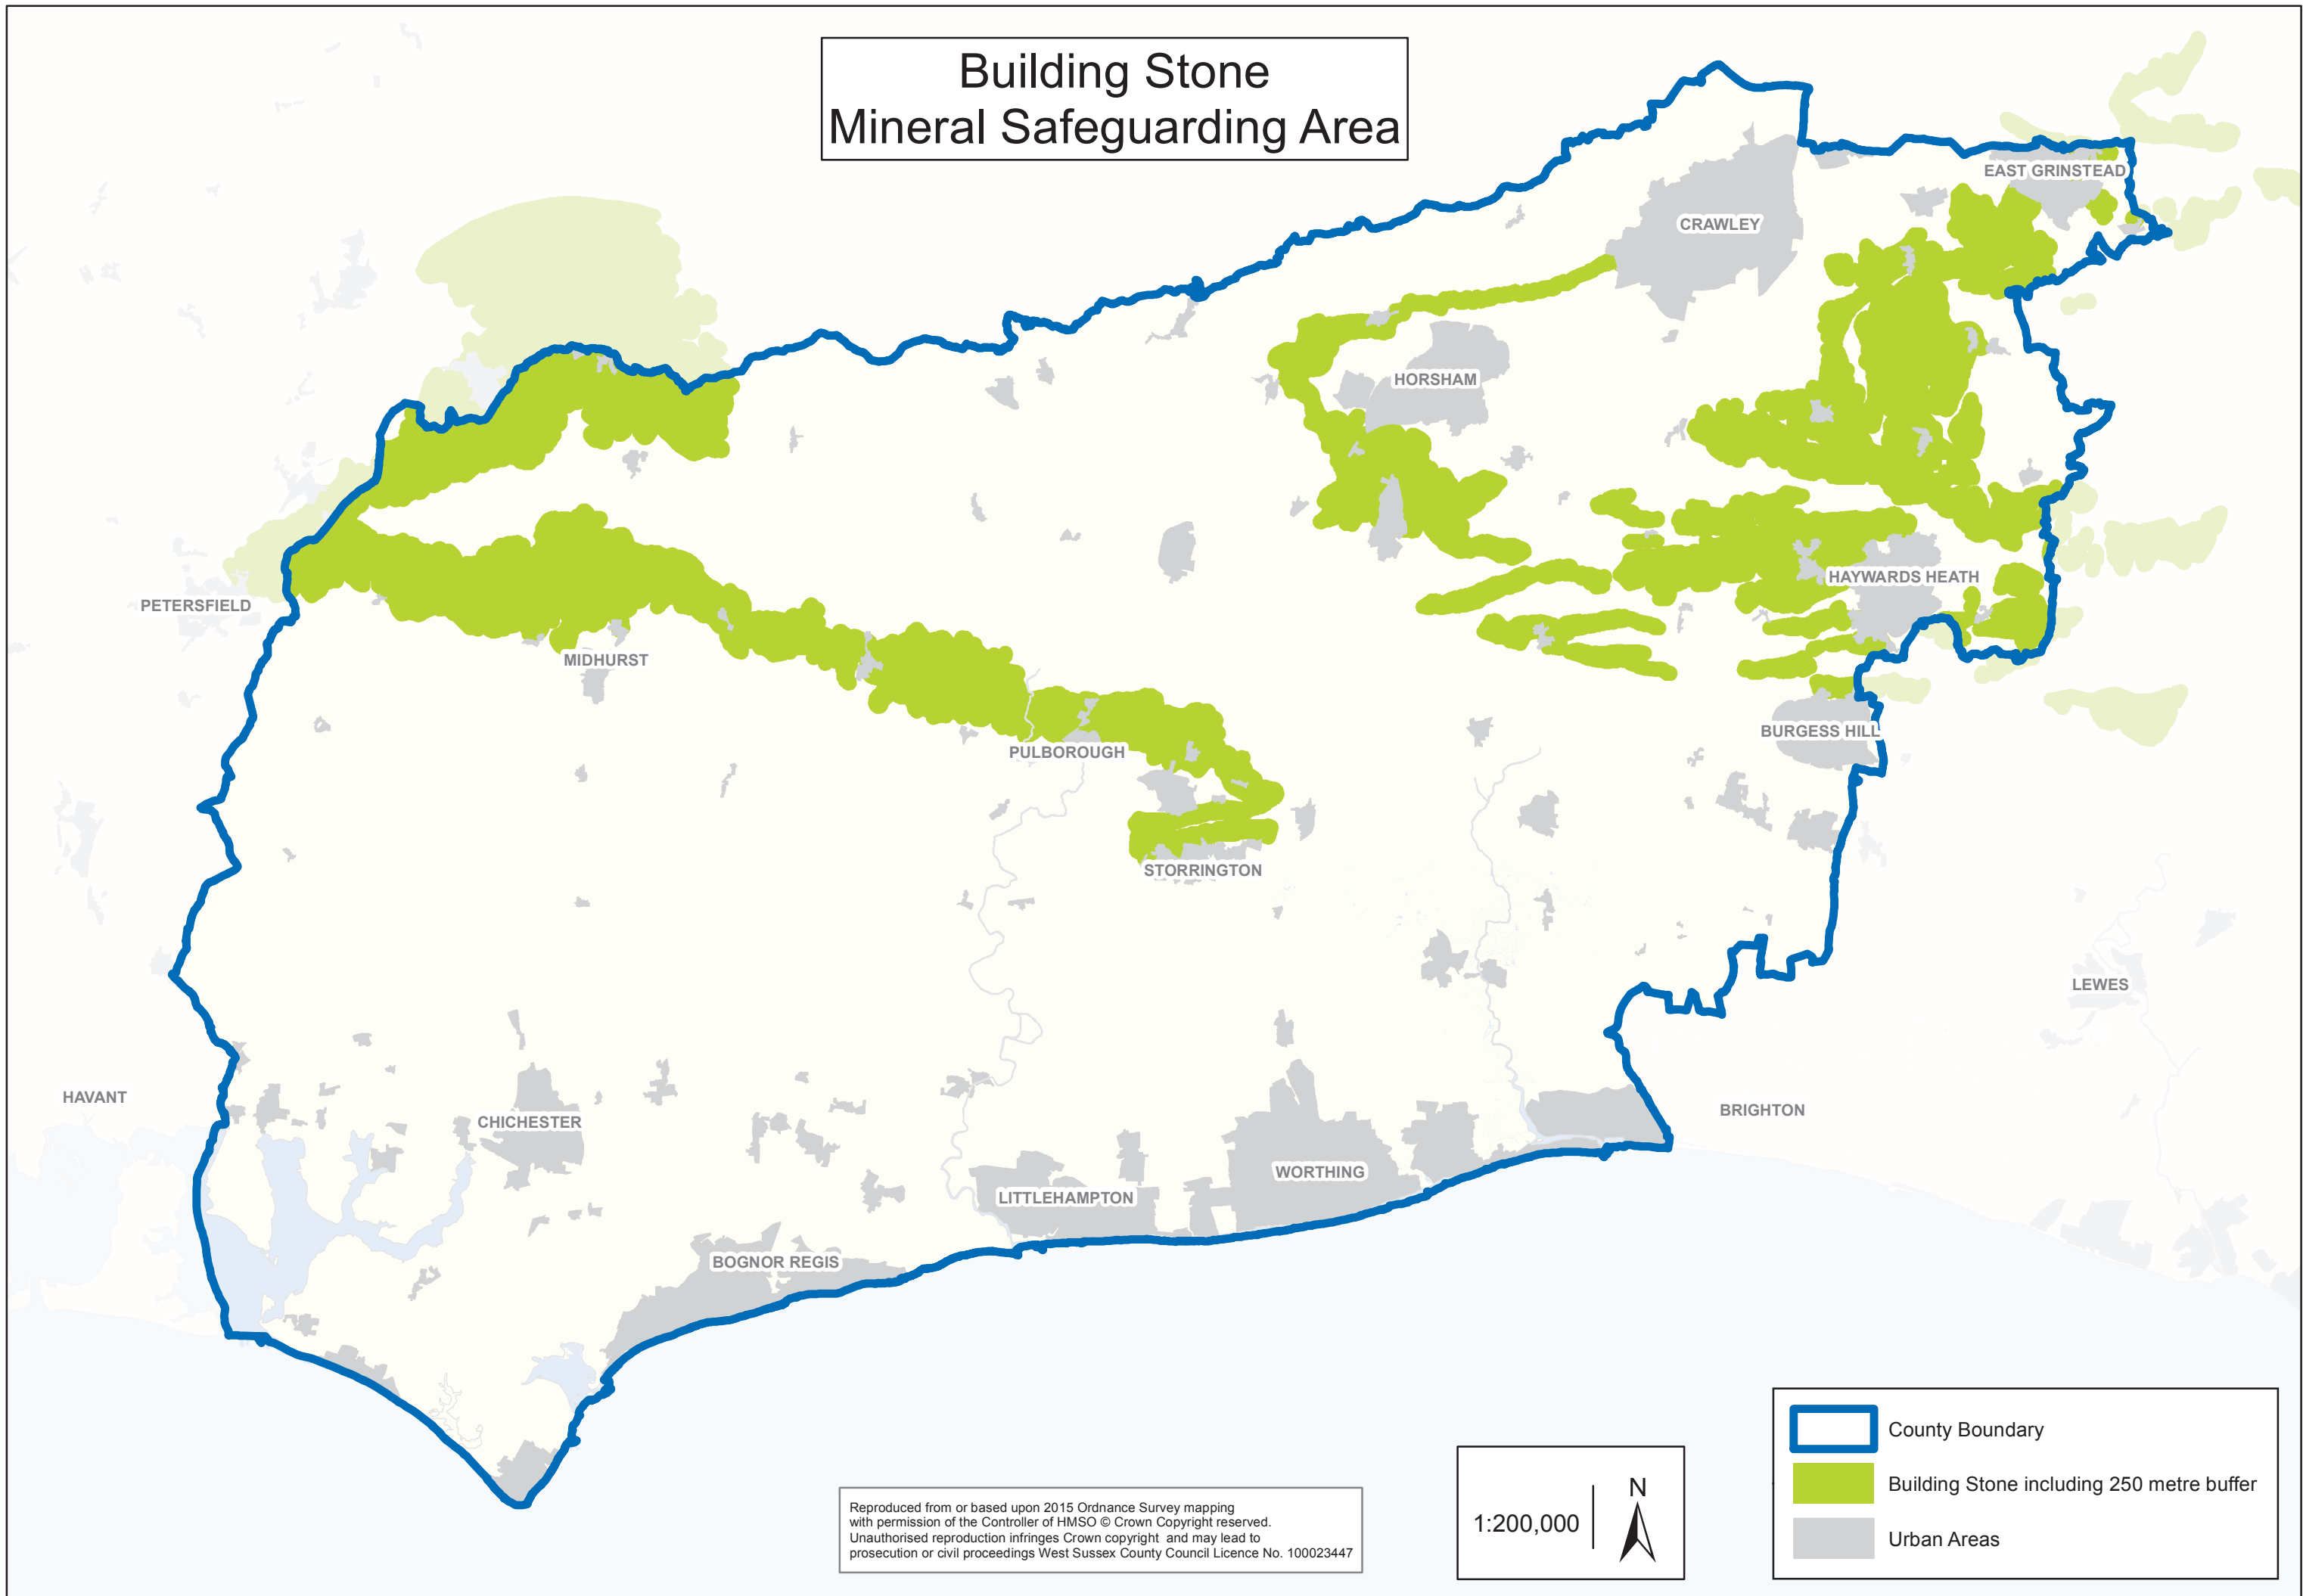 Building Stone
Mineral Safeguarding Area
EAST GRINSTEAD
CRAWLEY
HORSHAM
HAYWARDS HEATH
PETERSFIELD
MIDHURST
BURGESS HILL
PULBOROUGH
STORRINGTON
LEWES
HAVANT
BRIGHTON
CHICHESTER
WORTHING
LITTLEHAMPTON
BOGNOR REGIS
County Boundary
Building Stone including 250 metre buffer
Urban Areas
1:200,000
N
Reproduced from or based upon 2015 Ordnance Survey mapping
with permission of the Controller of HMSO © Crown Copyright reserved.
Unauthorised reproduction infringes Crown copyright and may lead to
prosecution or civil proceedings West Sussex County Council Licence No. 100023447